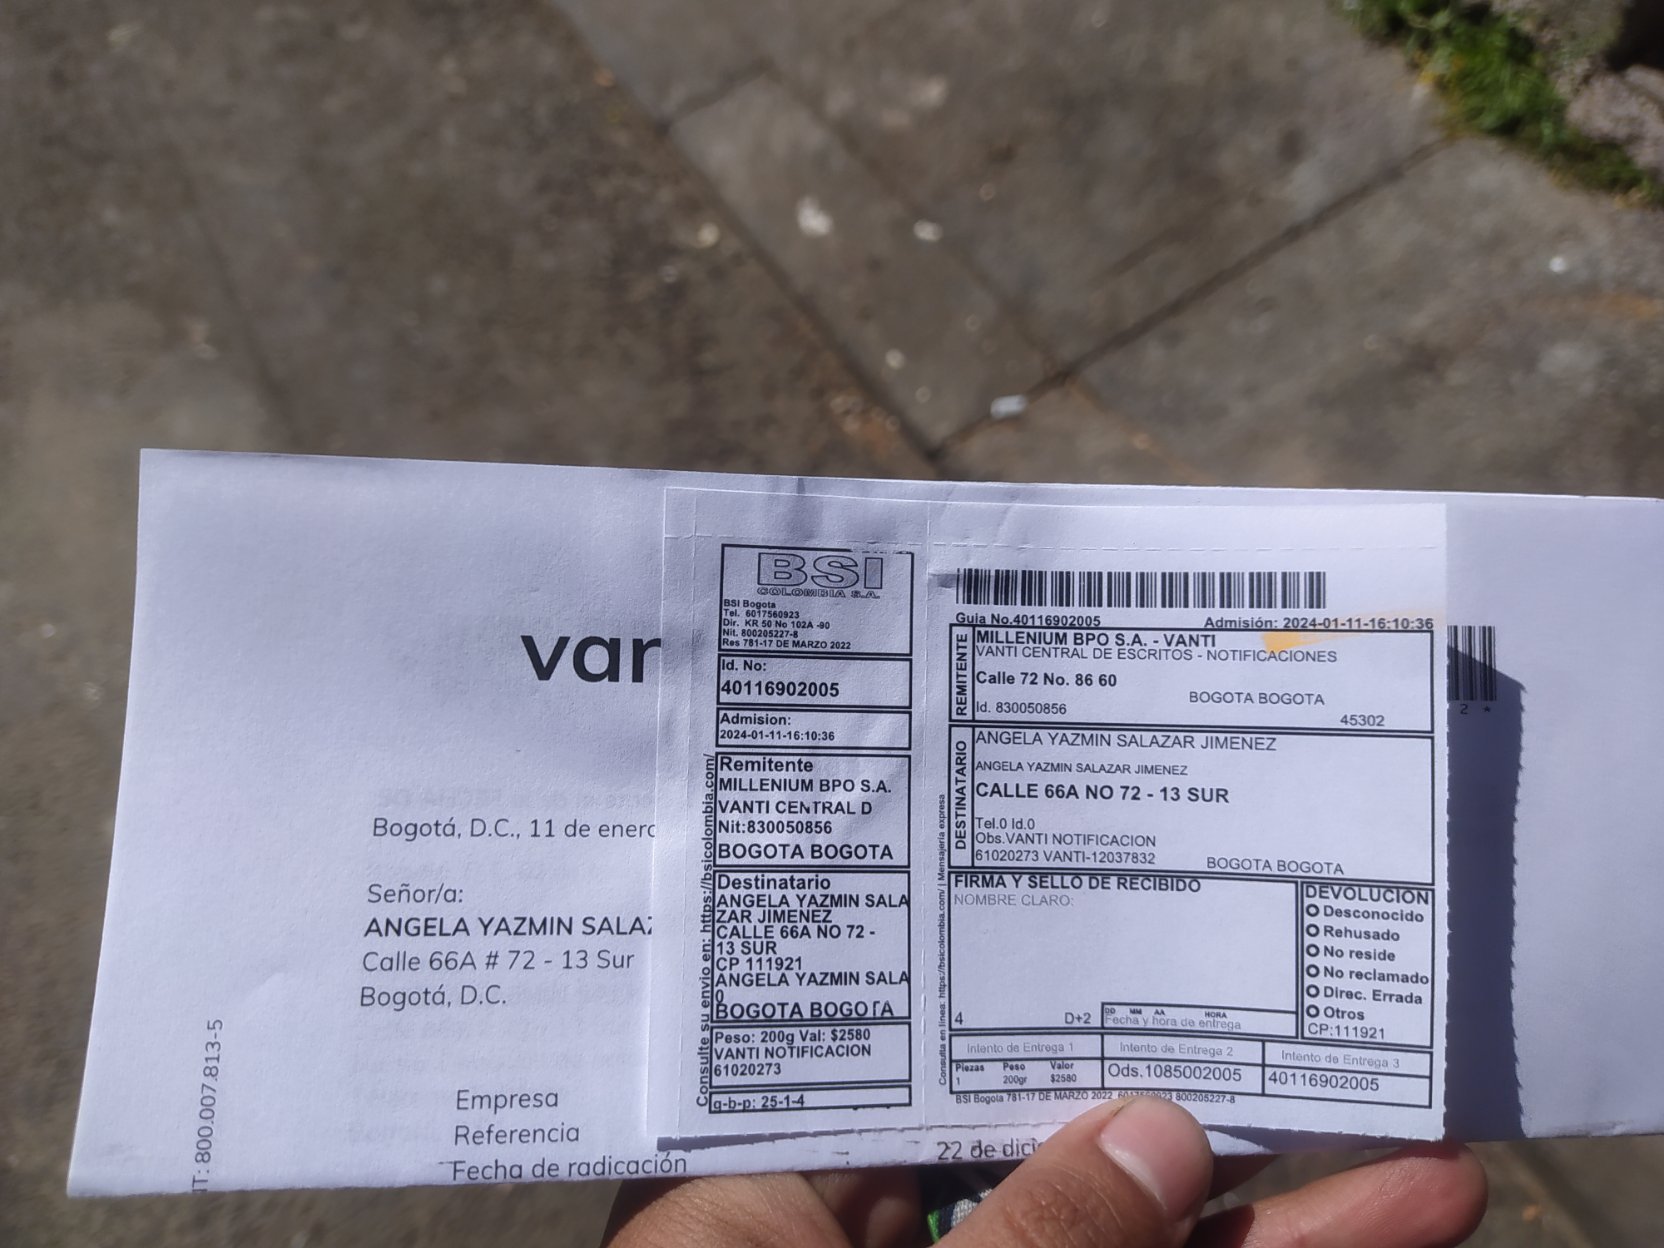 var
Bogotá, D.C., 11 de enero
Señor/a:
ANGELA YAZMIN SALAZ
Calle 66A # 72 - 13 Sur
Bogotá, D.C.
IT: 800.007.813-5
Empresa
Referencia
Fecha de radicación
22 de dici
BSI
COLOMBIA S.A.
BSI Bogota
Tel. 6017560923
Dir. KR 50 No 102A -90
Nit. 800205227-8
Res 781-17 DE MARZO 2022
Id. No:
40116902005
Admision:
2024-01-11-16:10:36
Remitente
MILLENIUM BPO S.A.
VANTI CENTRAL D
Nit:830050856
BOGOTA BOGOTA
Destinatario
ANGELA YAZMIN SALA
ZAR JIMENEZ
CALLE 66A NO 72 -
13 SUR
CP 111921
ANGELA YAZMIN SALA
0
BOGOTA BOGOTA
Peso: 200g Val: $2580
VANTI NOTIFICACION
61020273
g-b-p: 25-1-4
Consulte su envio en: https://bsicolombia.com/
Guia No.40116902005
Admisión: 2024-01-11-16:10:36
REMITENTE
MILLENIUM BPO S.A. - VANTI
VANTI CENTRAL DE ESCRITOS - NOTIFICACIONES
Calle 72 No. 86 60
BOGOTA BOGOTA
Id. 830050856
45302
DESTINATARIO
ANGELA YAZMIN SALAZAR JIMENEZ
ANGELA YAZMIN SALAZAR JIMENEZ
CALLE 66A NO 72 - 13 SUR
Tel.0 Id.0
Obs.VANTI NOTIFICACION
61020273 VANTI-12037832
BOGOTA BOGOTA
FIRMA Y SELLO DE RECIBIDO
NOMBRE CLARO:
4
D+2
DD MM AA HORA
Fecha y hora de entrega
DEVOLUCION
Desconocido
Rehusado
No reside
No reclamado
Direc. Errada
Otros
CP:111921
Intento de Entrega 1
Intento de Entrega 2
Intento de Entrega 3
Piezas Peso Valor
1 200gr $2580
Ods.1085002005
40116902005
BSI Bogota 781-17 DE MARZO 2022 800205227-8
Consulta en linea: https://bsicolombia.com/ | Mensajeria expresa
2 *